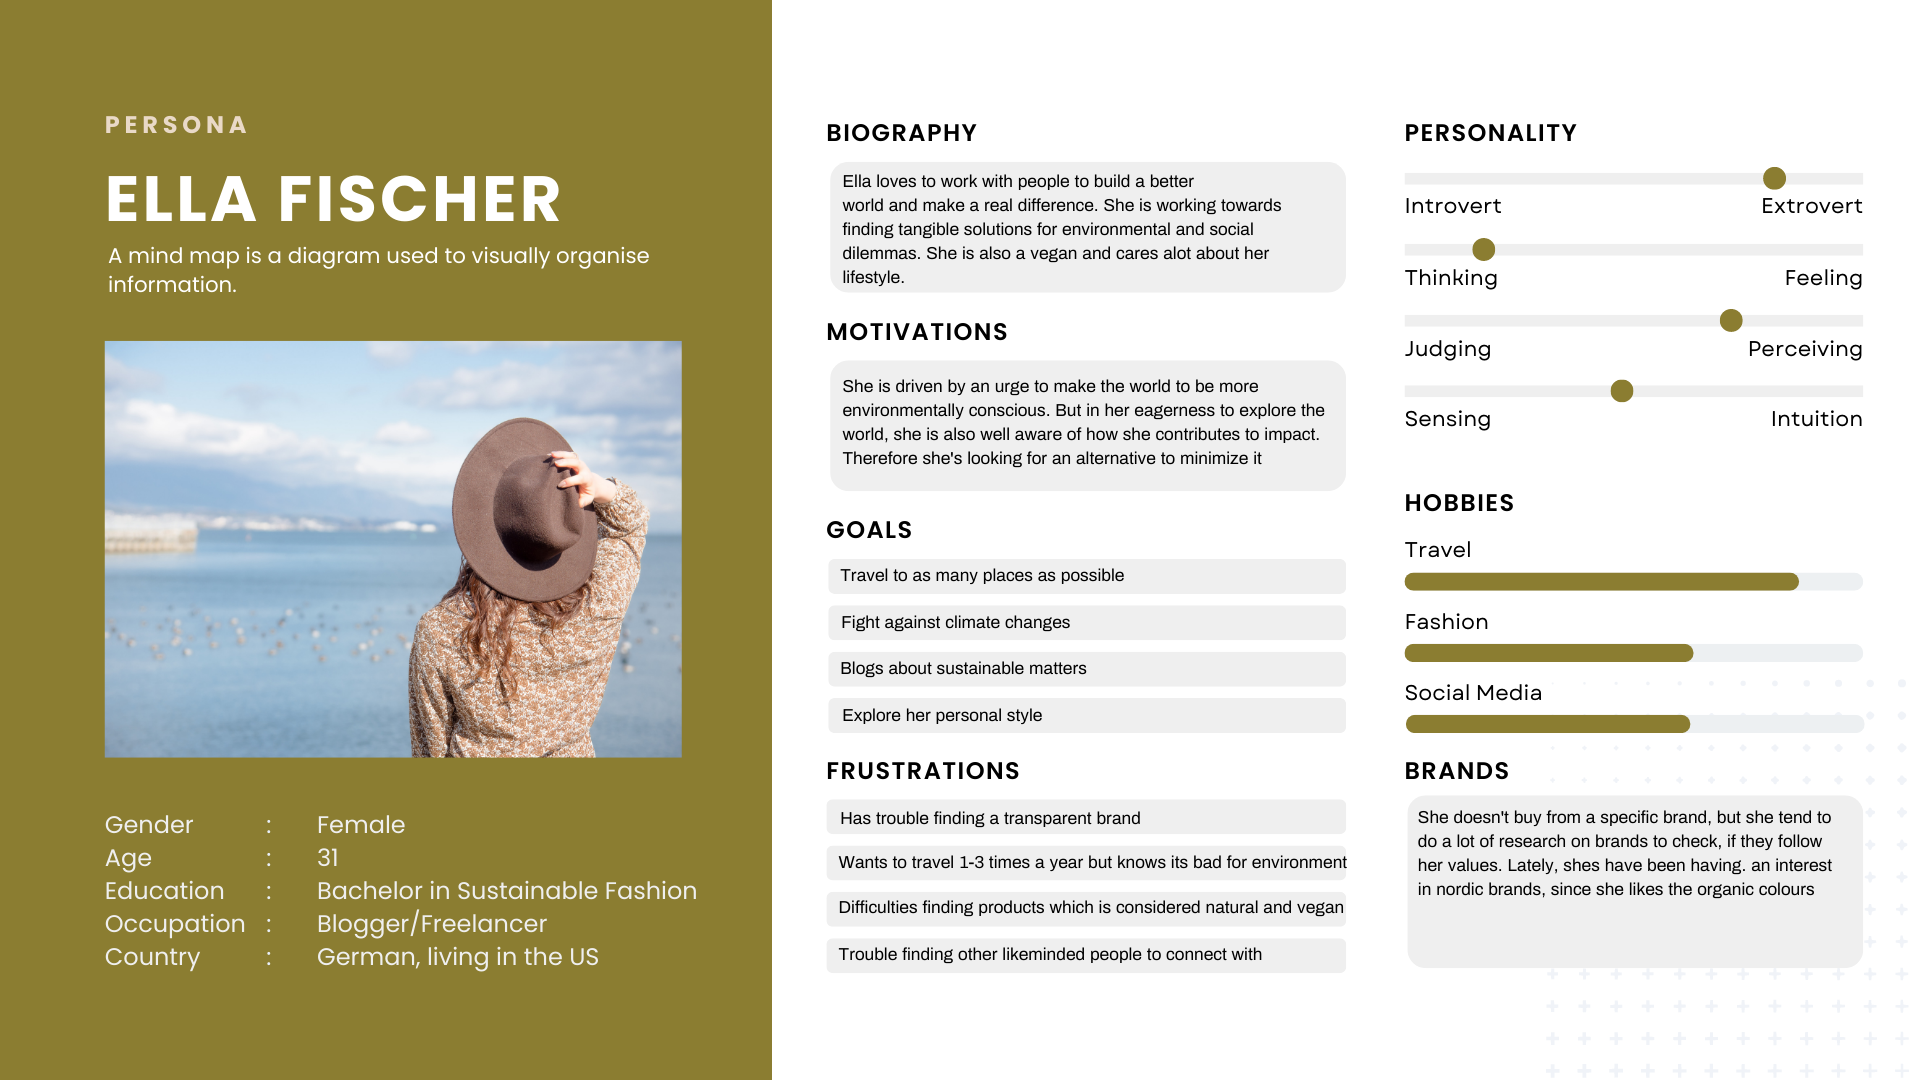 PERSONA
ELLA FISCHER
A mind map is a diagram used to visually organise
information.
Gender : Female
Age : 31
Education : Bachelor in Sustainable Fashion
Occupation : Blogger/Freelancer
Country : German, living in the US
BIOGRAPHY
Ella loves to work with people to build a better
world and make a real difference. She is working towards
finding tangible solutions for environmental and social
dilemmas. She is also a vegan and cares alot about her
lifestyle.
MOTIVATIONS
She is driven by an urge to make the world to be more
environmentally conscious. But in her eagerness to explore the
world, she is also well aware of how she contributes to impact.
Therefore she's looking for an alternative to minimize it
GOALS
Travel to as many places as possible
Fight against climate changes
Blogs about sustainable matters
Explore her personal style
FRUSTRATIONS
Has trouble finding a transparent brand
Wants to travel 1-3 times a year but knows its bad for environment
Difficulties finding products which is considered natural and vegan
Trouble finding other likeminded people to connect with
PERSONALITY
Introvert Extrovert
Thinking Feeling
Judging Perceiving
Sensing Intuition
HOBBIES
Travel
Fashion
Social Media
BRANDS
She doesn't buy from a specific brand, but she tend to
do a lot of research on brands to check, if they follow
her values. Lately, shes have been having. an interest
in nordic brands, since she likes the organic colours